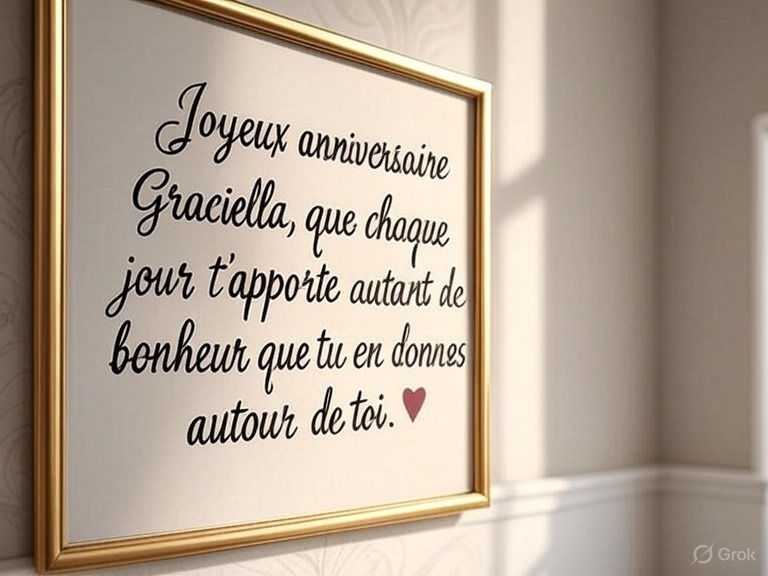 Joyeux anniversaire
Graciella, que chaque
jour t'apporte autant de
bonheur que tu en donnes
autour de toi. ♥
Grok